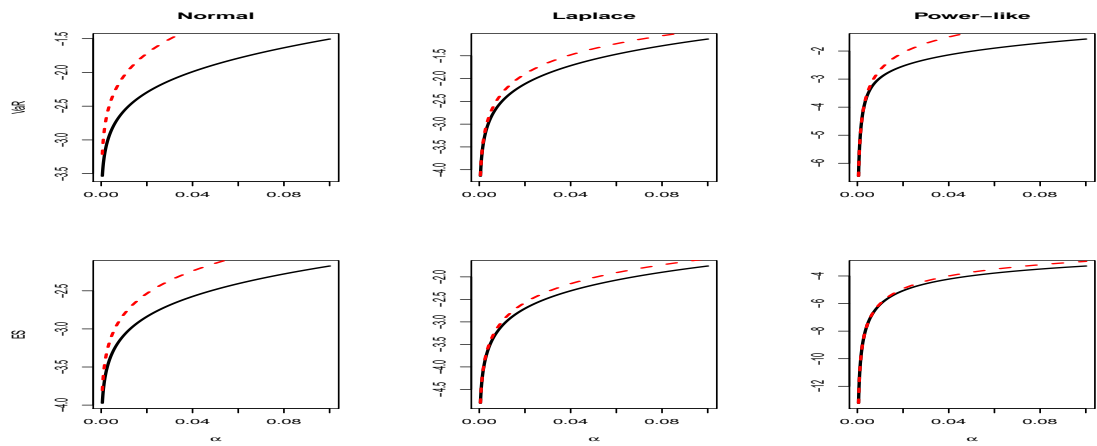 Normal Laplace Power−like
VaR
−1.5 −2.0 −2.5 −3.0 −3.5
0.00 0.04 0.08
−1.5 −2.0 −2.5 −3.0 −3.5 −4.0
0.00 0.04 0.08
−2 −3 −4 −5 −6
0.00 0.04 0.08
ES
−2.5 −3.0 −3.5 −4.0
0.00 0.04 0.08
α
−2.0 −2.5 −3.0 −3.5 −4.0 −4.5
0.00 0.04 0.08
α
−4 −6 −8 −10 −12
0.00 0.04 0.08
α